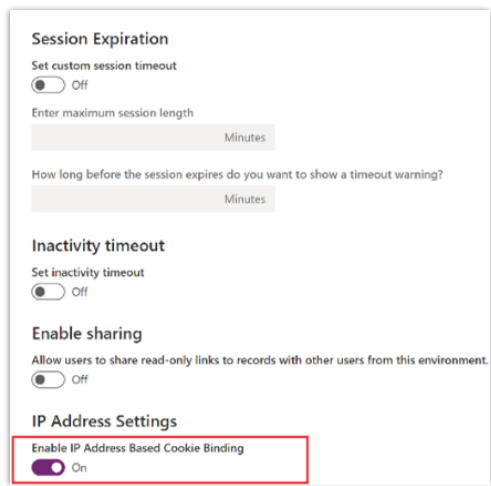 Session Expiration
Set custom session timeout
Off
Enter maximum session length
Minutes
How long before the session expires do you want to show a timeout warning?
Minutes
Inactivity timeout
Set inactivity timeout
Off
Enable sharing
Allow users to share read-only links to records with other users from this environment.
Off
IP Address Settings
Enable IP Address Based Cookie Binding
On